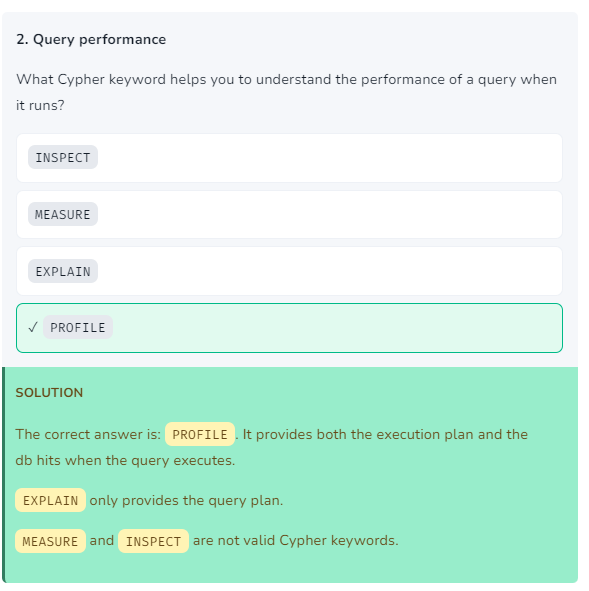 2. Query performance
What Cypher keyword helps you to understand the performance of a query when
it runs?
INSPECT
MEASURE
EXPLAIN
✓ PROFILE
SOLUTION
The correct answer is: PROFILE. It provides both the execution plan and the
db hits when the query executes.
EXPLAIN only provides the query plan.
MEASURE and INSPECT are not valid Cypher keywords.